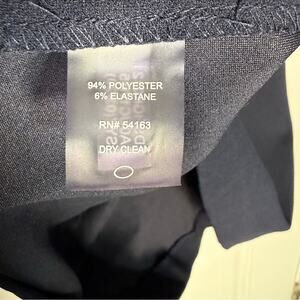 94% POLYESTER
6% ELASTANE
RN# 54163
DRY CLEAN